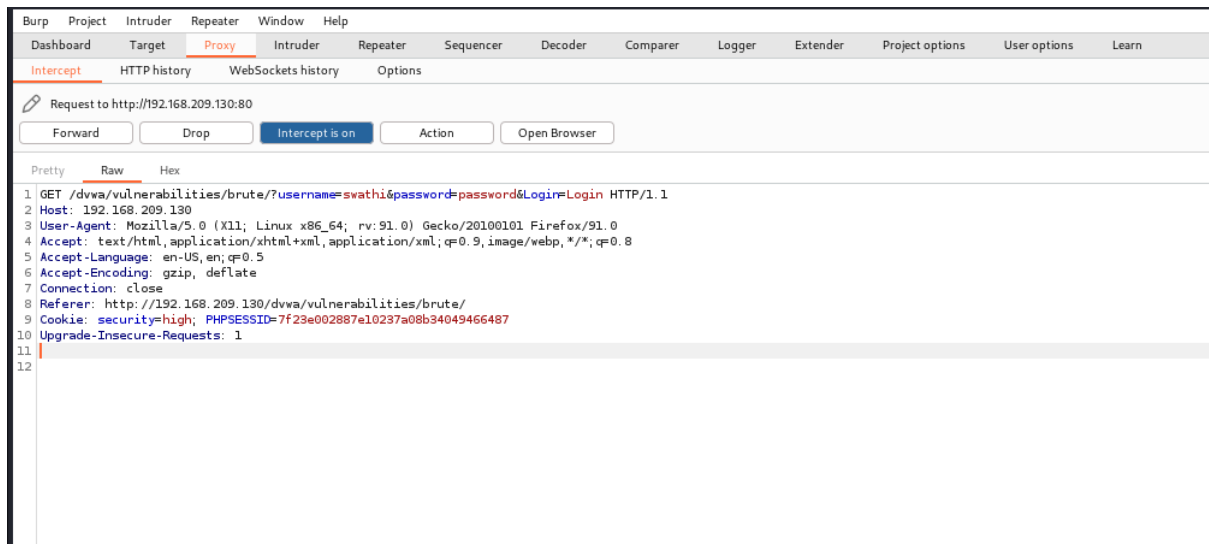 Burp Project Intruder Repeater Window Help
Dashboard Target Proxy Intruder Repeater Sequencer Decoder Comparer Logger Extender Project options User options Learn
Intercept HTTP history WebSockets history Options
Request to http://192.168.209.130:80
Forward Drop Intercept is on Action Open Browser
Pretty Raw Hex
1 GET /dvwa/vulnerabilities/brute/?username=swathi&password=password&Login=Login HTTP/1.1
2 Host: 192.168.209.130
3 User-Agent: Mozilla/5.0 (X11; Linux x86_64; rv:91.0) Gecko/20100101 Firefox/91.0
4 Accept: text/html,application/xhtml+xml,application/xml;q=0.9,image/webp,*/*;q=0.8
5 Accept-Language: en-US,en;q=0.5
6 Accept-Encoding: gzip, deflate
7 Connection: close
8 Referer: http://192.168.209.130/dvwa/vulnerabilities/brute/
9 Cookie: security=high; PHPSESSID=7f23e002887e10237a08b34049466487
10 Upgrade-Insecure-Requests: 1
11
12